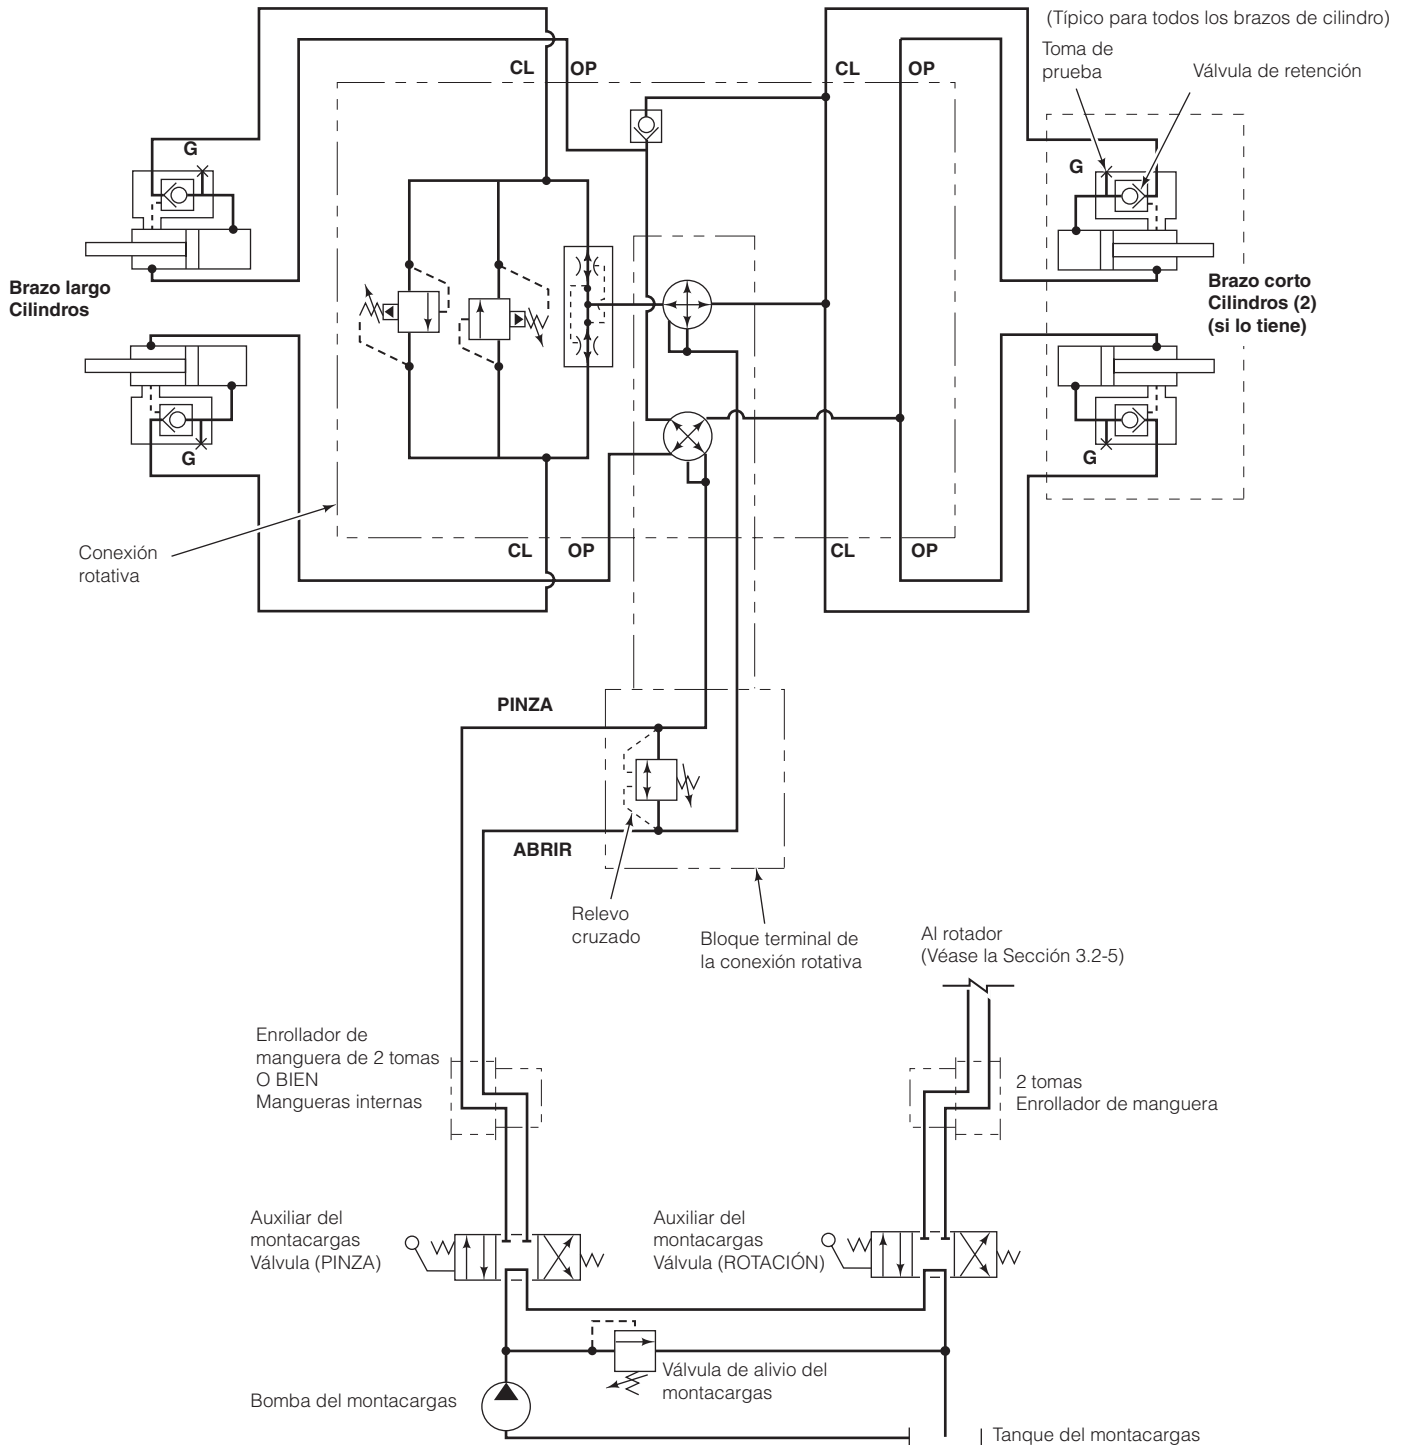 (Típico para todos los brazos de cilindro)
CL
OP
CL
OP
Toma de
prueba
Válvula de retención
G
G
Brazo largo
Cilindros
Brazo corto
Cilindros (2)
(si lo tiene)
G
G
Conexión
rotativa
CL
OP
CL
OP
PINZA
ABRIR
Relevo
cruzado
Bloque terminal de
la conexión rotativa
Al rotador
(Véase la Sección 3.2-5)
Enrollador de
manguera de 2 tomas
O BIEN
Mangueras internas
2 tomas
Enrollador de manguera
Auxiliar del
montacargas
Válvula (PINZA)
Auxiliar del
montacargas
Válvula (ROTACIÓN)
Válvula de alivio del
montacargas
Bomba del montacargas
Tanque del montacargas